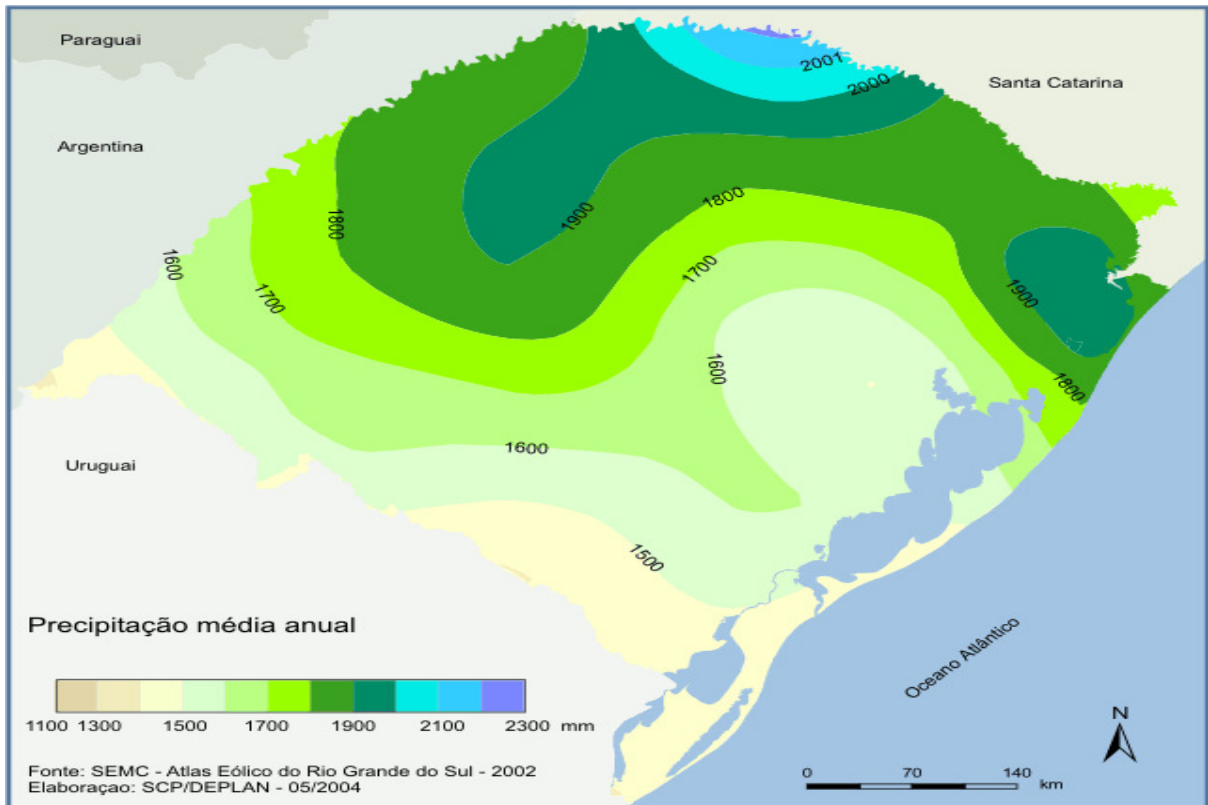 Paraguai
Argentina
Santa Catarina
2001
2000
1900
1800
1800
1700
1600
1700
1900
1800
1600
1600
1500
Uruguai
Oceano Atlântico
Precipitação média anual
1100 1300 1500 1700 1900 2100 2300 mm
Fonte: SEMC - Atlas Eólico do Rio Grande do Sul - 2002
Elaboraçao: SCP/DEPLAN - 05/2004
N
0 70 140
km